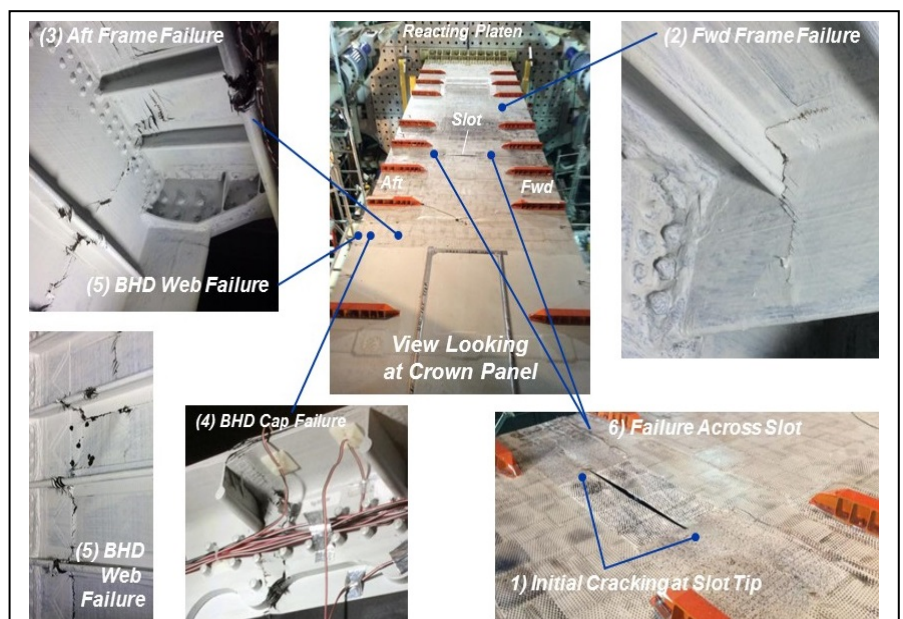 (3) Aft Frame Failure
Reacting Platen
(2) Fwd Frame Failure
Slot
Aft
Fwd
(5) BHD Web Failure
View Looking
at Crown Panel
(4) BHD Cap Failure
6) Failure Across Slot
(5) BHD
Web
Failure
1) Initial Cracking at Slot Tip